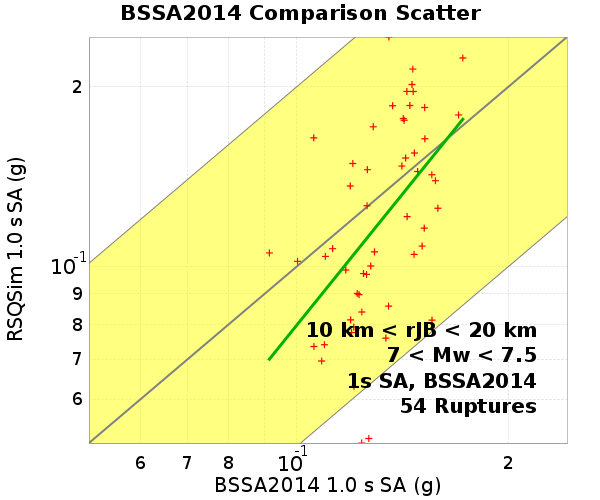 BSSA2014 Comparison Scatter
RSQSim 1.0 s SA (g)
2
10-1
9
8
7
6
10 km < rJB < 20 km
7 < Mw < 7.5
1s SA, BSSA2014
54 Ruptures
6 7 8 10-1 2
BSSA2014 1.0 s SA (g)